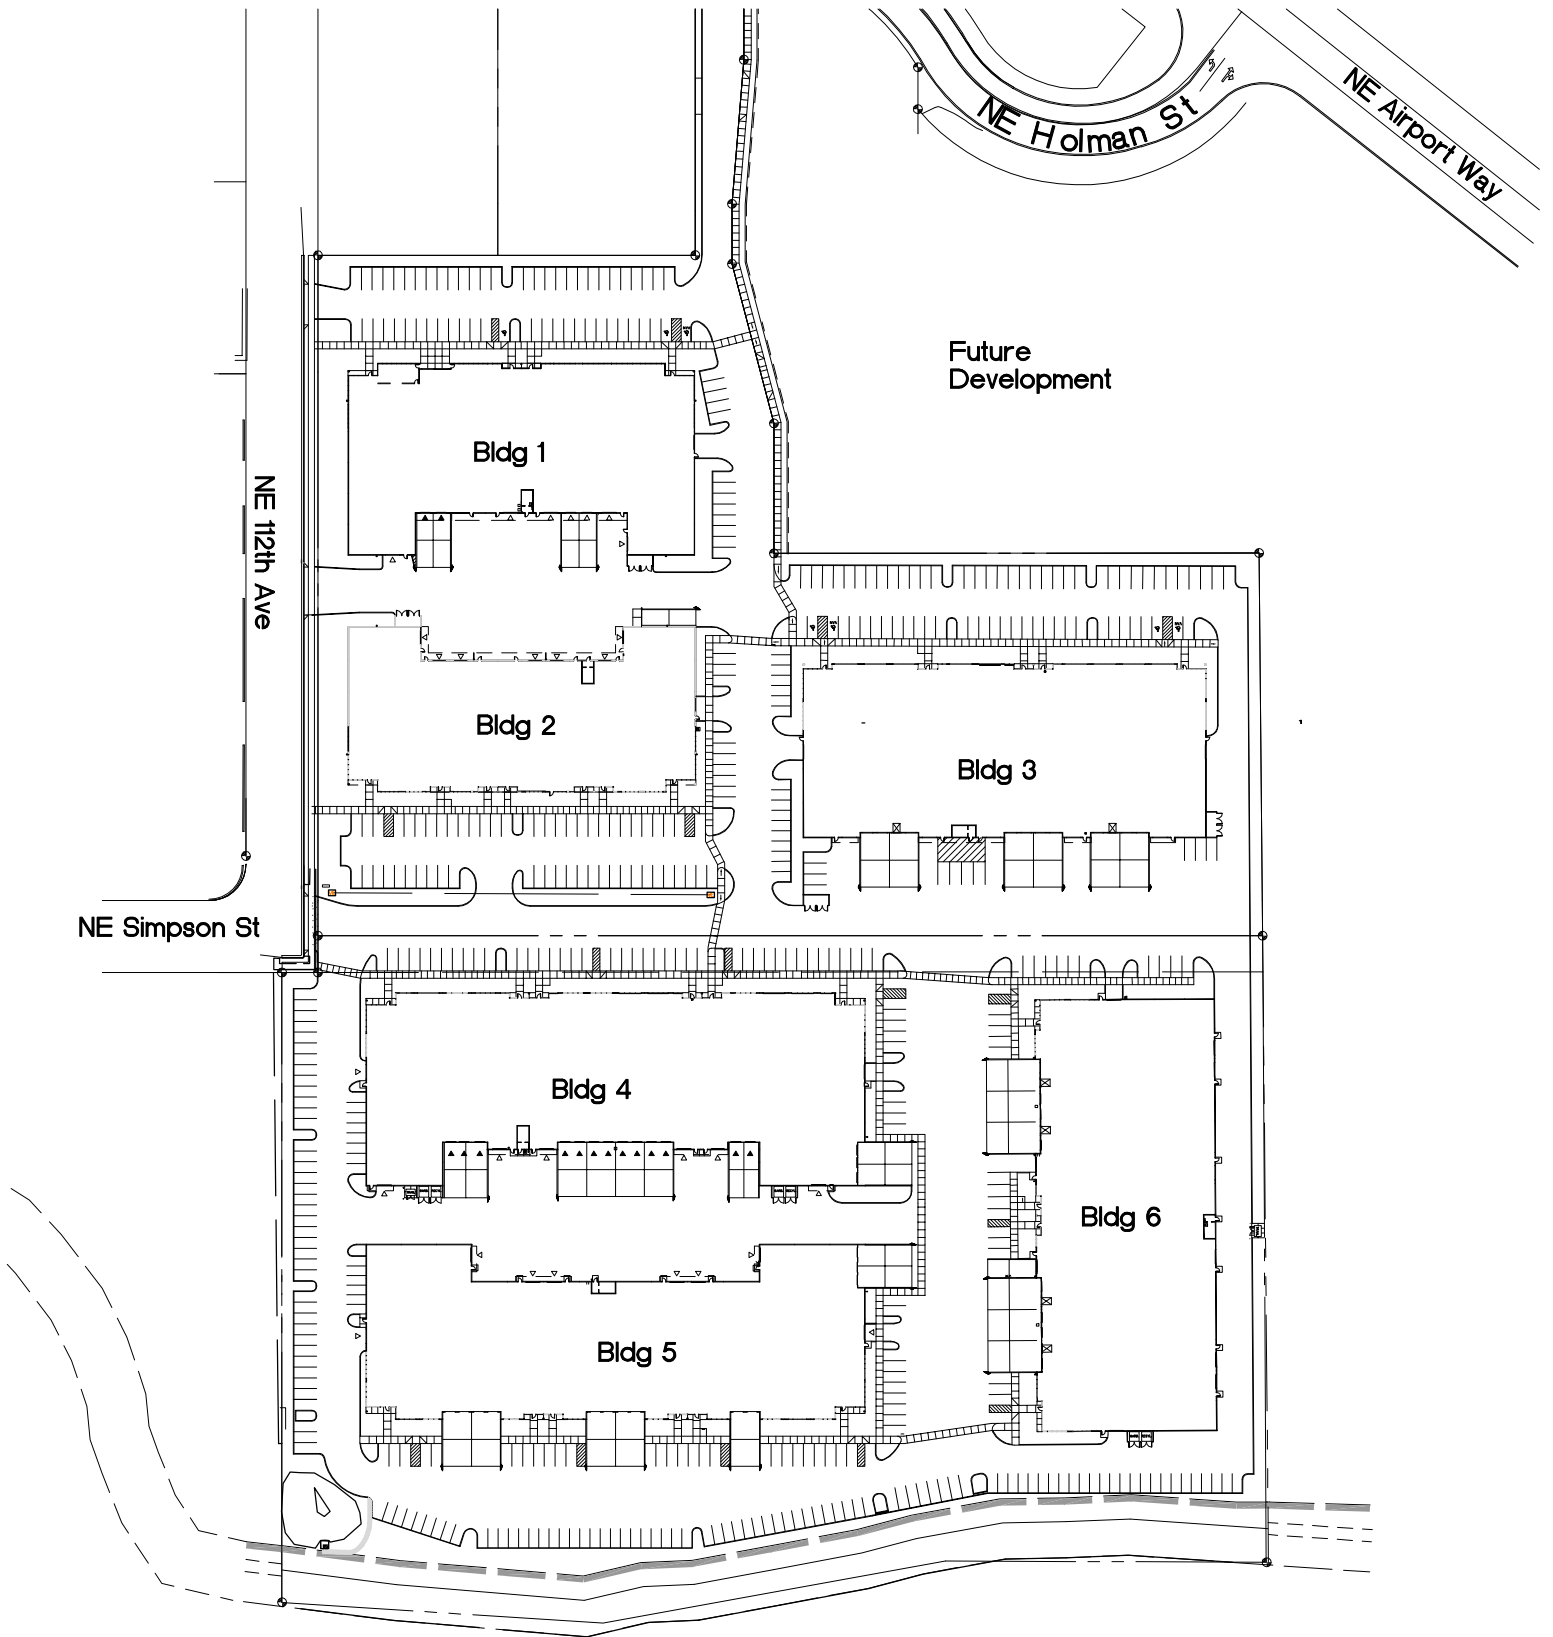 NE Holman St
NE Airport Way
Future
Development
Bldg 1
NE 112th Ave
Bldg 2
Bldg 3
NE Simpson St
Bldg 4
Bldg 6
Bldg 5